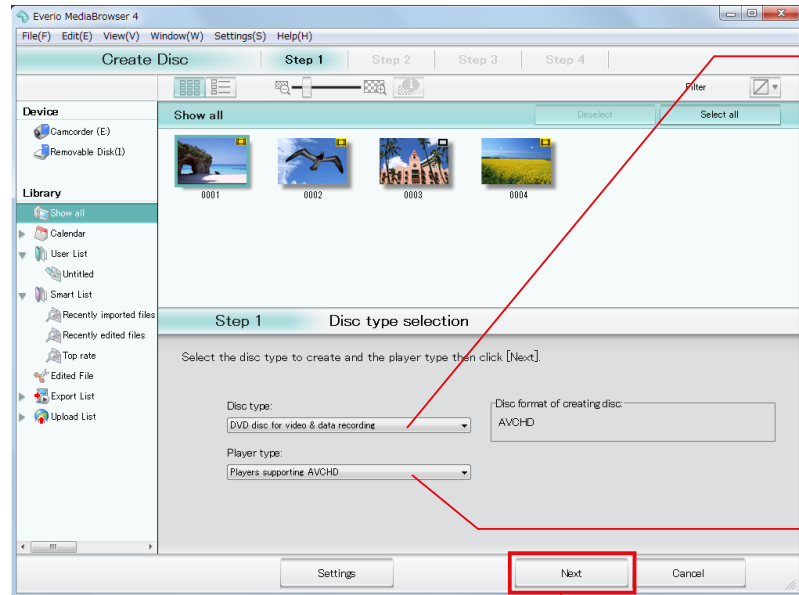 Everio MediaBrowser 4
File(F) Edit(E) View(V) Window(W) Settings(S) Help(H)
Create Disc Step 1 Step 2 Step 3 Step 4
Filter
Device
Camcorder (E:)
Removable Disk(I:)
Library
Show all
Calendar
User List
Untitled
Smart List
Recently imported files
Recently edited files
Top rate
Edited File
Export List
Upload List
Show all Deselect Select all
0001 0002 0003 0004
Step 1 Disc type selection
Select the disc type to create and the player type then click [Next].
Disc type:
DVD disc for video & data recording
Player type:
Players supporting AVCHD
Disc format of creating disc:
AVCHD
Settings Next Cancel